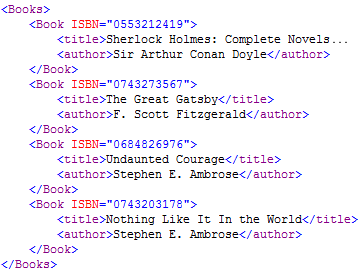 <Books>
<Book ISBN="0553212419">
<title>Sherlock Holmes: Complete Novels...
<author>Sir Arthur Conan Doyle</author>
</Book>
<Book ISBN="0743273567">
<title>The Great Gatsby</title>
<author>F. Scott Fitzgerald</author>
</Book>
<Book ISBN="0684826976">
<title>Undaunted Courage</title>
<author>Stephen E. Ambrose</author>
</Book>
<Book ISBN="0743203178">
<title>Nothing Like It In the World</title>
<author>Stephen E. Ambrose</author>
</Book>
</Books>